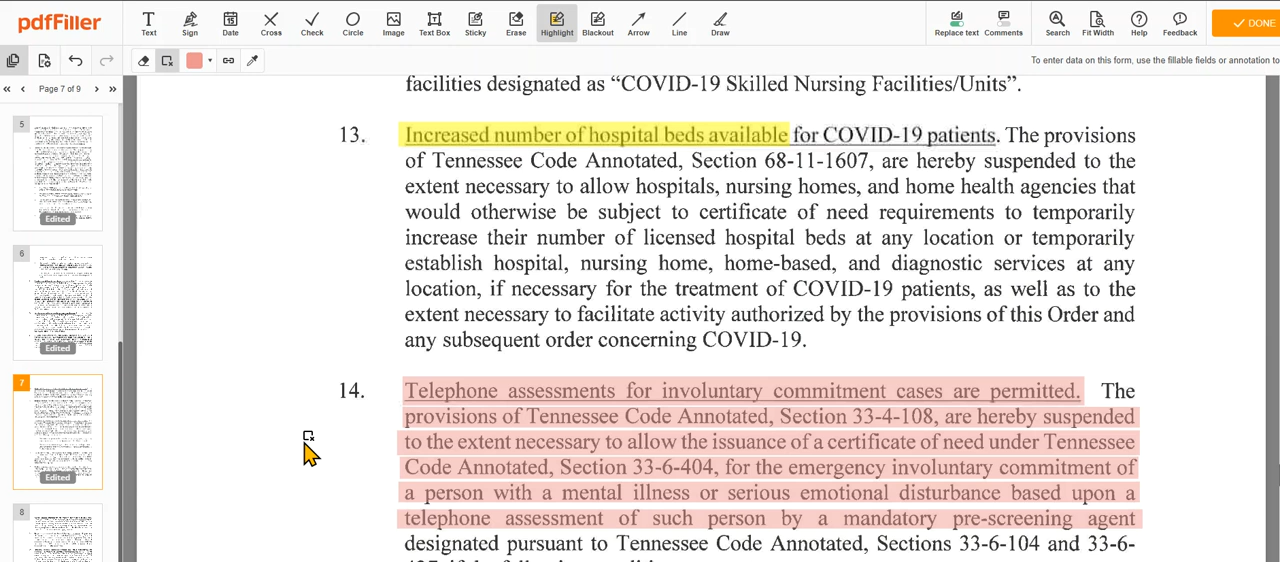 pdfFiller
Text
Sign
Date
Cross
Check
Circle
Image
Text Box
Sticky
Erase
Highlight
Blackout
Arrow
Line
Draw
Replace text
Comments
Search
Fit Width
Help
Feedback
DONE
To enter data on this form, use the fillable fields or annotation to
Page 7 of 9
5
Edited
6
Edited
7
Edited
8
facilities designated as “COVID-19 Skilled Nursing Facilities/Units”.
13. Increased number of hospital beds available for COVID-19 patients. The provisions
of Tennessee Code Annotated, Section 68-11-1607, are hereby suspended to the
extent necessary to allow hospitals, nursing homes, and home health agencies that
would otherwise be subject to certificate of need requirements to temporarily
increase their number of licensed hospital beds at any location or temporarily
establish hospital, nursing home, home-based, and diagnostic services at any
location, if necessary for the treatment of COVID-19 patients, as well as to the
extent necessary to facilitate activity authorized by the provisions of this Order and
any subsequent order concerning COVID-19.
14. Telephone assessments for involuntary commitment cases are permitted. The
provisions of Tennessee Code Annotated, Section 33-4-108, are hereby suspended
to the extent necessary to allow the issuance of a certificate of need under Tennessee
Code Annotated, Section 33-6-404, for the emergency involuntary commitment of
a person with a mental illness or serious emotional disturbance based upon a
telephone assessment of such person by a mandatory pre-screening agent
designated pursuant to Tennessee Code Annotated, Sections 33-6-104 and 33-6-